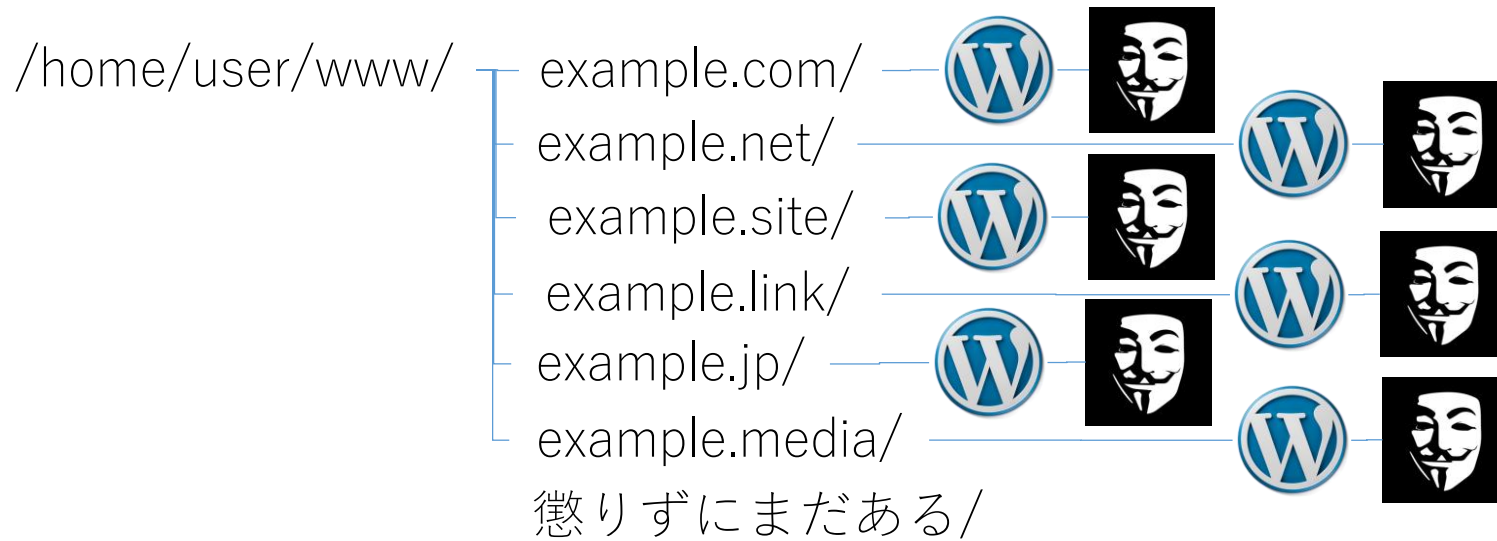 /home/user/www/
example.com/
example.net/
example.site/
example.link/
example.jp/
example.media/
懲りずにまだある/